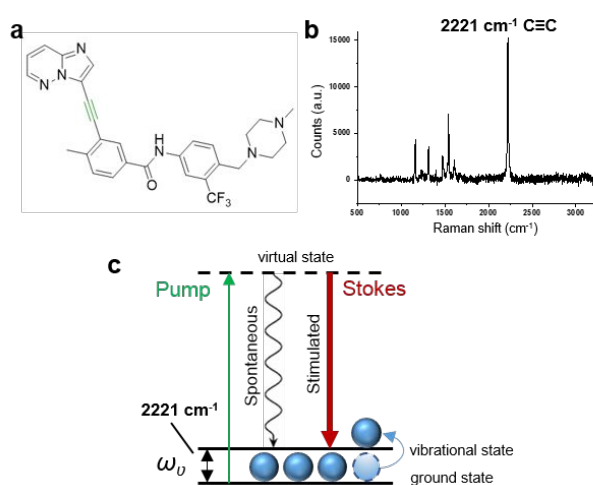 a
N
N
N
H
N
O
CF₃
N
N
b
2221 cm⁻¹ C≡C
15000
10000
5000
0
Counts (a.u.)
500 1000 1500 2000 2500 3000
Raman shift (cm⁻¹)
c
virtual state
Pump
Stokes
Spontaneous
Stimulated
2221 cm⁻¹
ω_υ
vibrational state
ground state